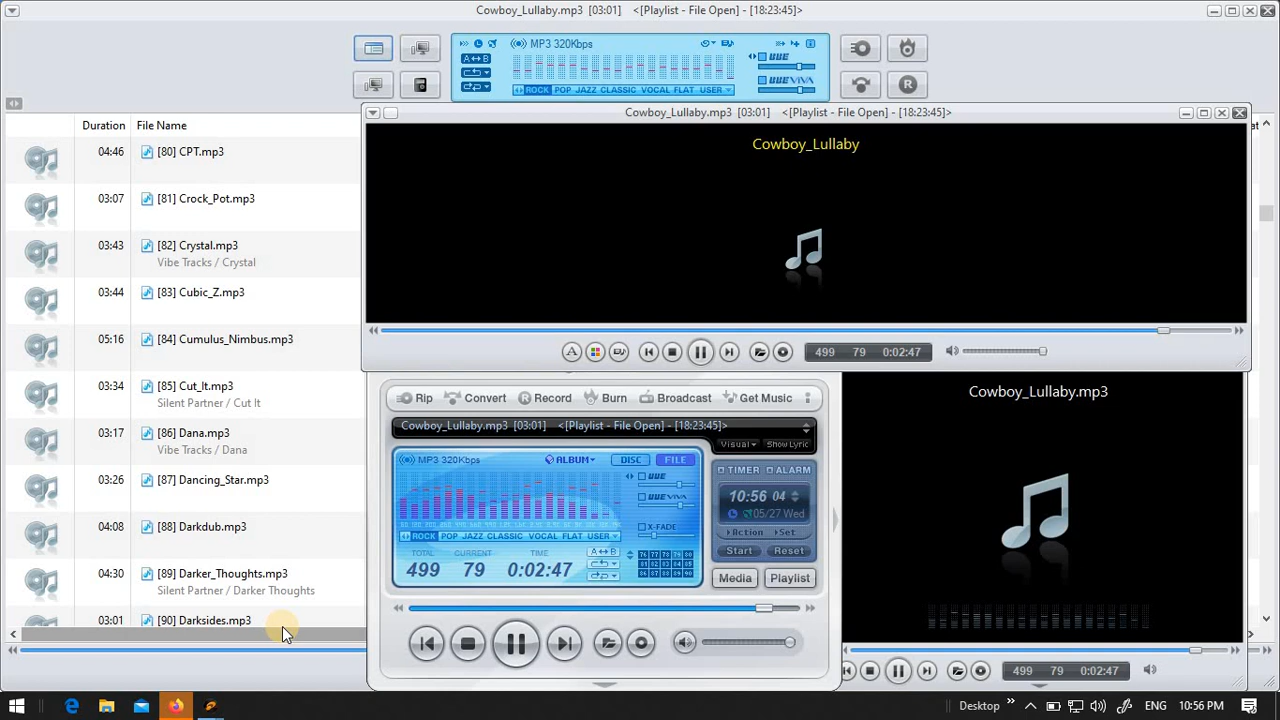 Cowboy_Lullaby.mp3 [03:01] <[Playlist - File Open] - [18:23:45]>
MP3 320Kbps
A↔B
UUE
UUE VIVA
ROCK POP JAZZ CLASSIC VOCAL FLAT USER
R
Cowboy_Lullaby.mp3 [03:01] <[Playlist - File Open] - [18:23:45]>
Duration File Name
Cowboy_Lullaby
04:46 [80] CPT.mp3
03:07 [81] Crock_Pot.mp3
03:43 [82] Crystal.mp3
Vibe Tracks / Crystal
03:44 [83] Cubic_Z.mp3
05:16 [84] Cumulus_Nimbus.mp3
03:34 [85] Cut_It.mp3
Silent Partner / Cut It
03:17 [86] Dana.mp3
Vibe Tracks / Dana
03:26 [87] Dancing_Star.mp3
04:08 [88] Darkdub.mp3
04:30 [89] Darker_Thoughts.mp3
Silent Partner / Darker Thoughts
03:01 [90] Darksides.mp3
A 499 79 0:02:47
Rip Convert Record Burn Broadcast Get Music
Cowboy_Lullaby.mp3 [03:01] <[Playlist - File Open] - [18:23:45]>
Visual Show Lyric
MP3 320Kbps ALBUM DISC FILE
UUE
UUE VIVA
X-FADE
ROCK POP JAZZ CLASSIC VOCAL FLAT USER
A↔B
TOTAL CURRENT TIME
499 79 0:02:47
TIMER ALARM
10:56 04
05/27 Wed
Action Set
Start Reset
Media Playlist
Cowboy_Lullaby.mp3
499 79 0:02:47
Desktop » ENG 10:56 PM